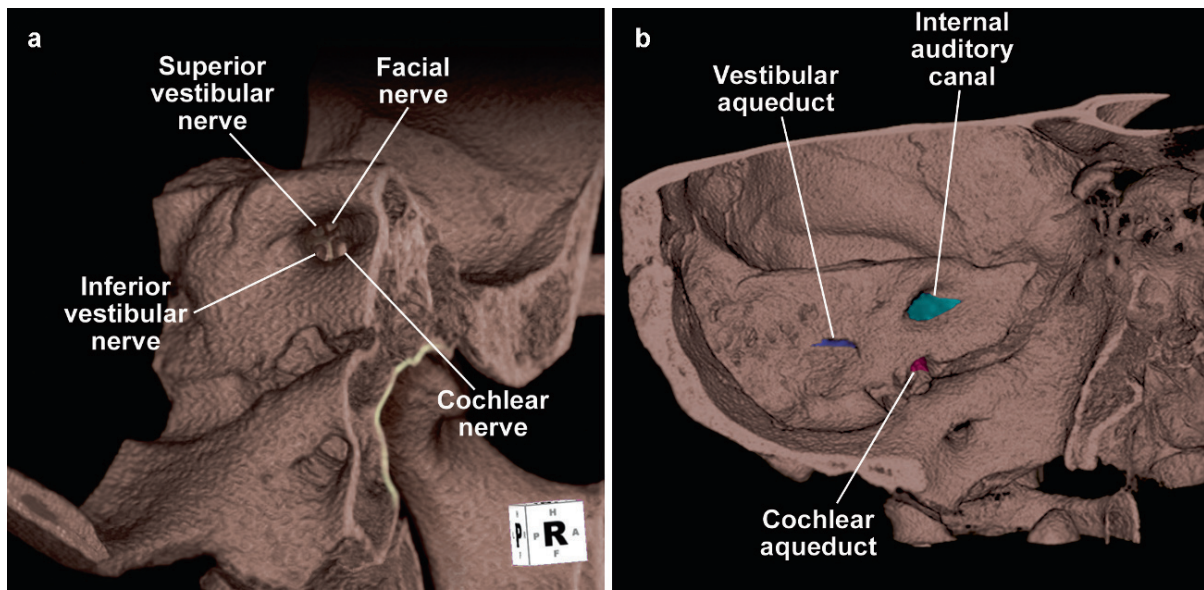 a
Superior
vestibular
nerve
Facial
nerve
Inferior
vestibular
nerve
Cochlear
nerve
P
H
P R A
F
b
Internal
auditory
canal
Vestibular
aqueduct
Cochlear
aqueduct